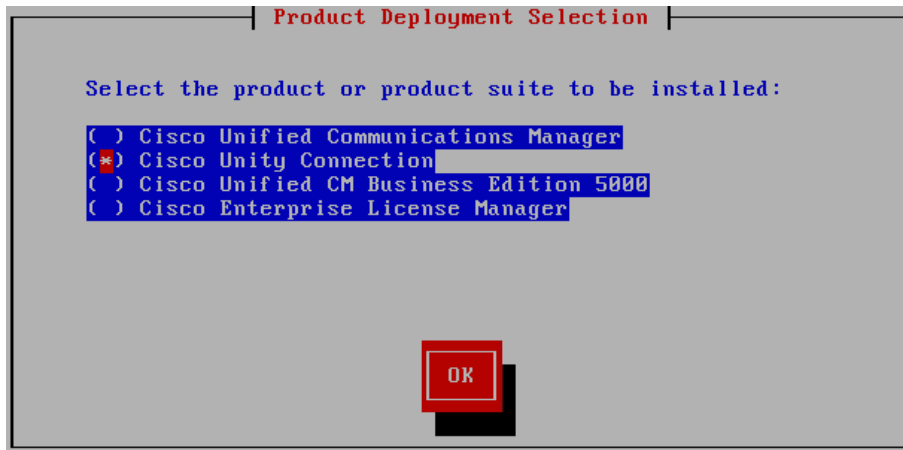 Product Deployment Selection
Select the product or product suite to be installed:
( ) Cisco Unified Communications Manager
(*) Cisco Unity Connection
( ) Cisco Unified CM Business Edition 5000
( ) Cisco Enterprise License Manager
OK